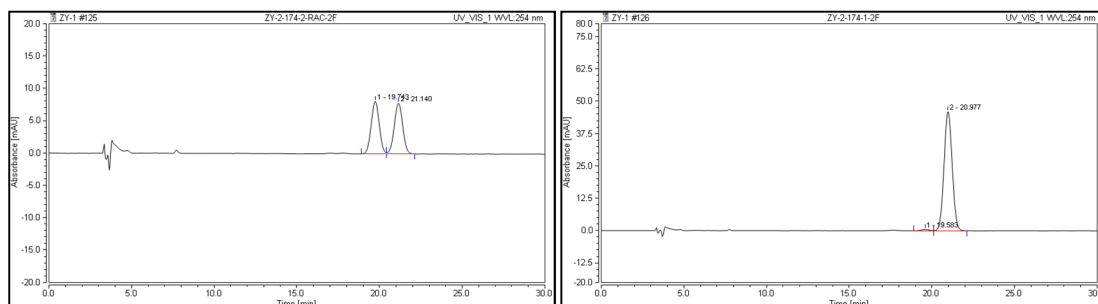 ZY-1 #125 ZY-2-174-2-RAC-2F UV_VIS_1 WVL:254 nm
20.0
15.0
10.0
5.0
0.0
-5.0
-10.0
-15.0
-20.0
Absorbance [mAU]
1 - 19.743
2 - 21.140
0.0 5.0 10.0 15.0 20.0 25.0 30.0
Time [min]
ZY-1 #126 ZY-2-174-1-2F UV_VIS_1 WVL:254 nm
80.0
62.5
50.0
37.5
25.0
12.5
0.0
-12.5
-20.0
Absorbance [mAU]
2 - 20.977
1 - 19.583
0.0 5.0 10.0 15.0 20.0 25.0 30.0
Time [min]